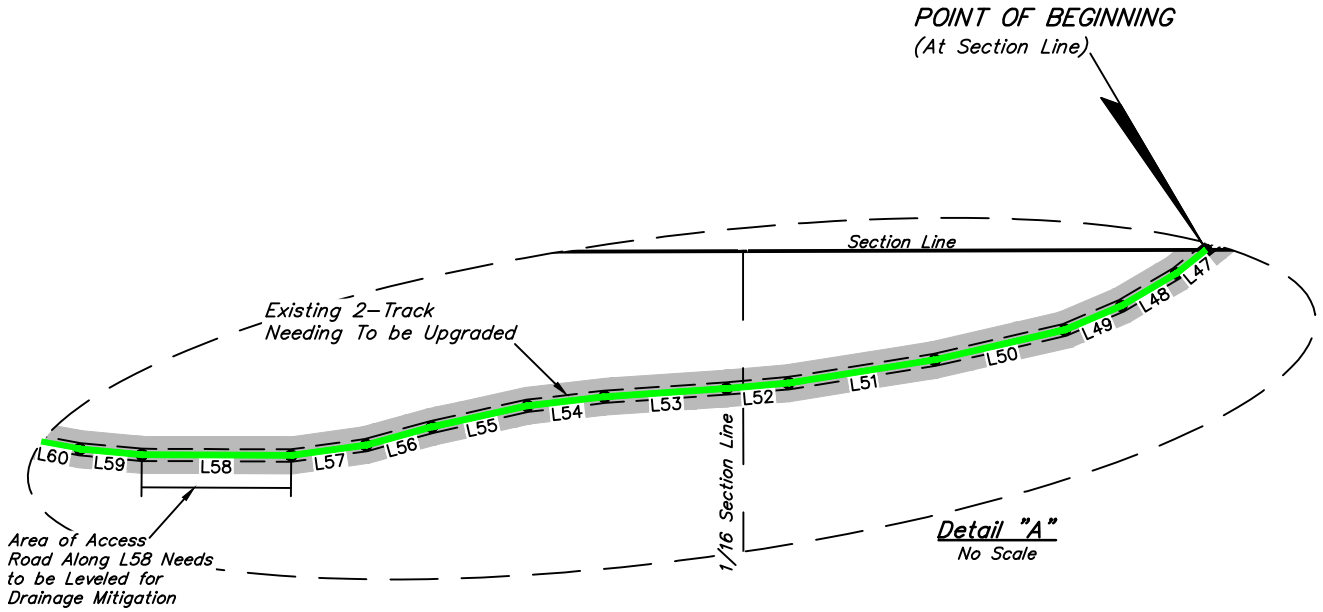 POINT OF BEGINNING
(At Section Line)
Section Line
L47
L48
L49
L50
L51
L52
L53
L54
L55
L56
L57
L58
L59
L60
Existing 2-Track
Needing To be Upgraded
1/16 Section Line
Area of Access
Road Along L58 Needs
to be Leveled for
Drainage Mitigation
Detail "A"
No Scale